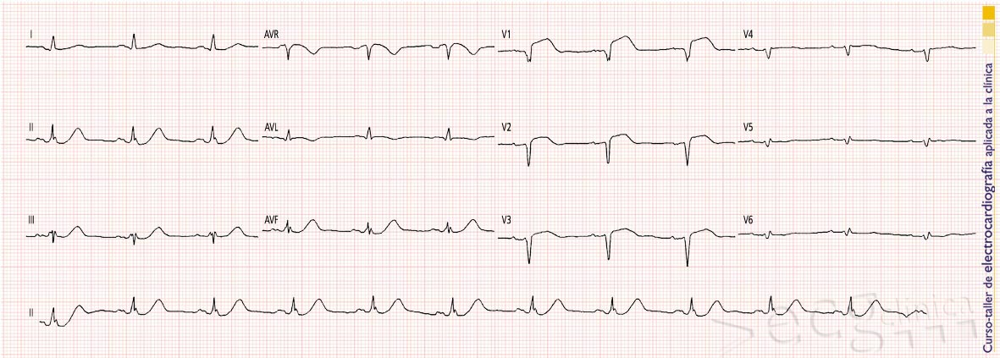 I AVR V1 V4
II AVL V2 V5
III AVF V3 V6
II
Curso-taller de electrocardiografía aplicada a la clínica